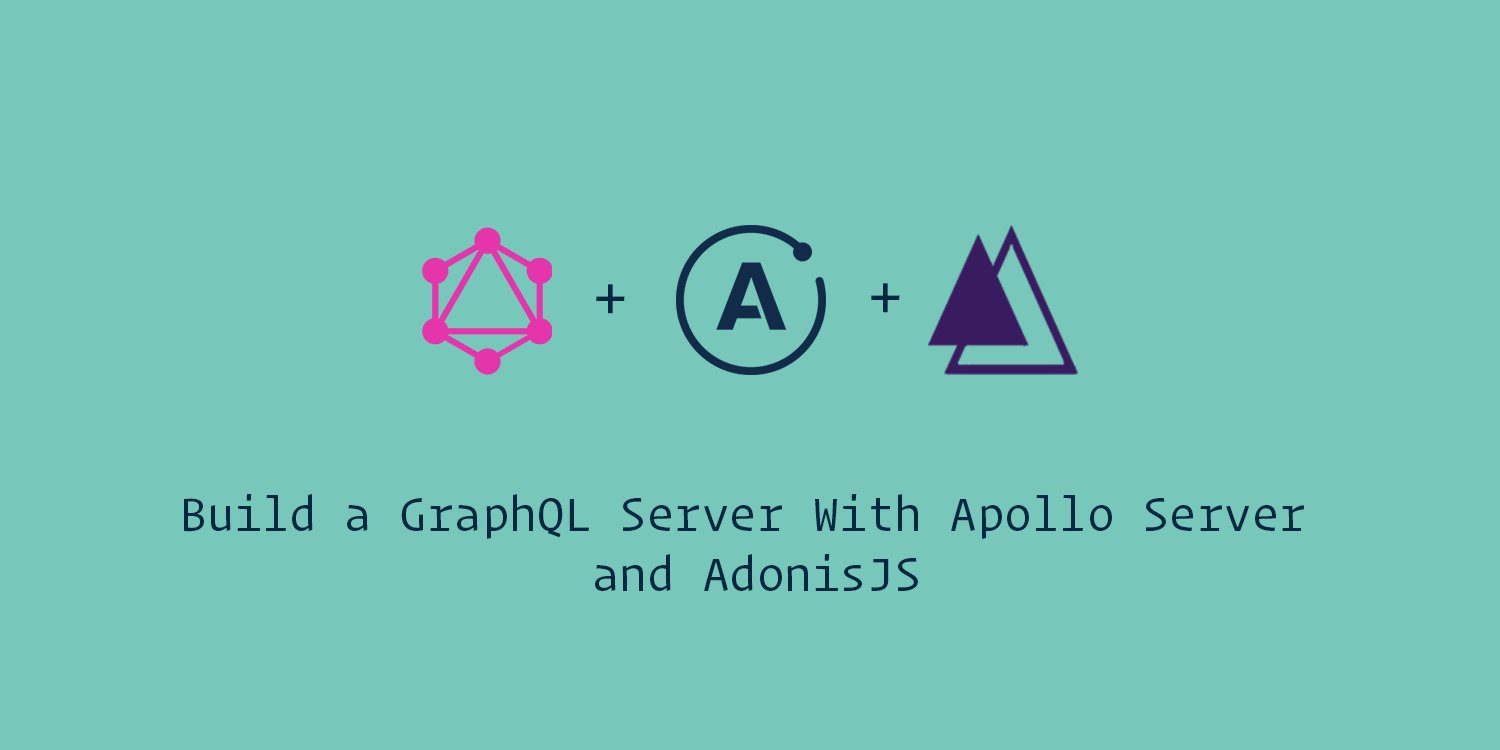 + A +
Build a GraphQL Server With Apollo Server
and AdonisJS